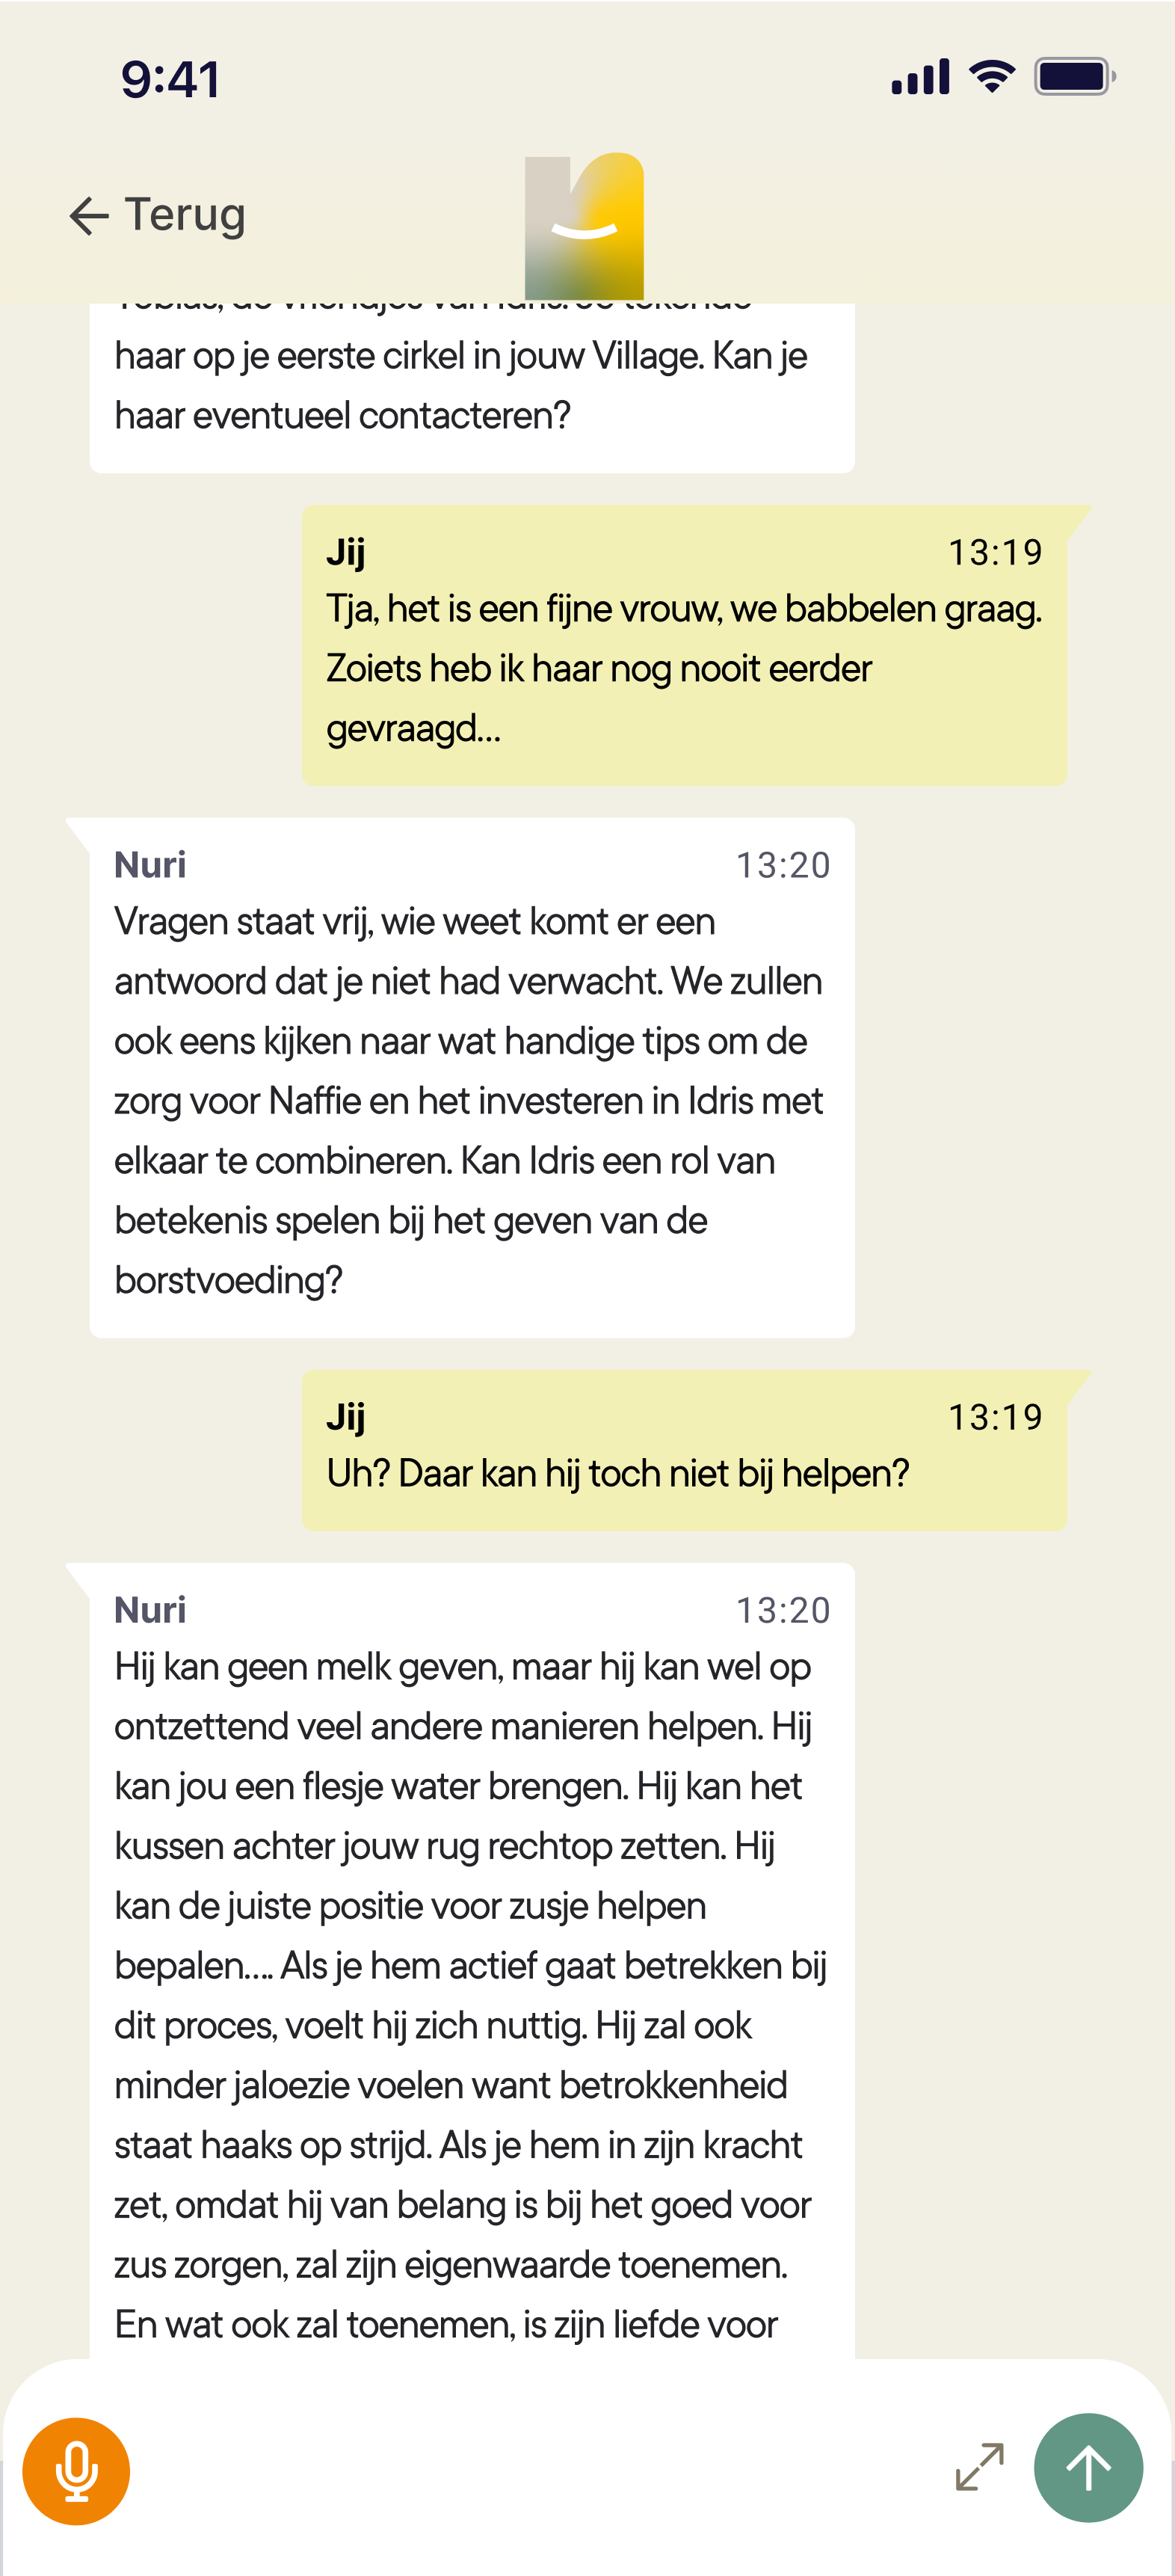 9:41
Terug
haar op je eerste cirkel in jouw Village. Kan je
haar eventueel contacteren?
Jij 13:19
Tja, het is een fijne vrouw, we babbelen graag.
Zoiets heb ik haar nog nooit eerder
gevraagd...
Nuri 13:20
Vragen staat vrij, wie weet komt er een
antwoord dat je niet had verwacht. We zullen
ook eens kijken naar wat handige tips om de
zorg voor Naffie en het investeren in Idris met
elkaar te combineren. Kan Idris een rol van
betekenis spelen bij het geven van de
borstvoeding?
Jij 13:19
Uh? Daar kan hij toch niet bij helpen?
Nuri 13:20
Hij kan geen melk geven, maar hij kan wel op
ontzettend veel andere manieren helpen. Hij
kan jou een flesje water brengen. Hij kan het
kussen achter jouw rug rechtop zetten. Hij
kan de juiste positie voor zusje helpen
bepalen.... Als je hem actief gaat betrekken bij
dit proces, voelt hij zich nuttig. Hij zal ook
minder jaloezie voelen want betrokkenheid
staat haaks op strijd. Als je hem in zijn kracht
zet, omdat hij van belang is bij het goed voor
zus zorgen, zal zijn eigenwaarde toenemen.
En wat ook zal toenemen, is zijn liefde voor